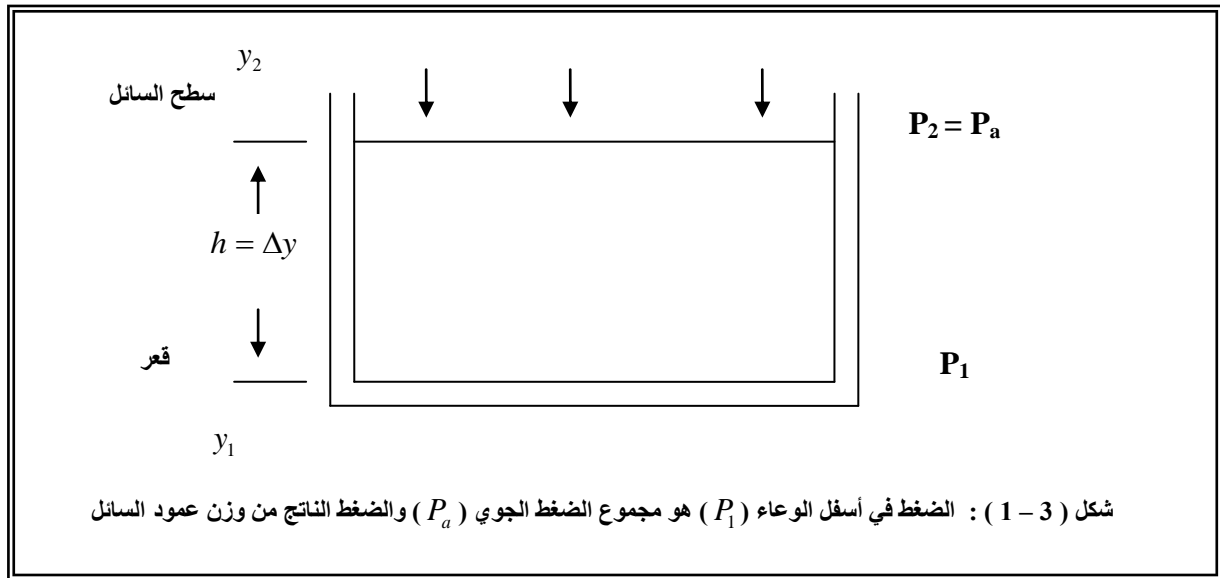 y₂
سطح السائل
P₂ = Pₐ
h = Δy
قعر
P₁
y₁
شكل ( 3 – 1 ) : الضغط في أسفل الوعاء ( P₁ ) هو مجموع الضغط الجوي ( Pₐ ) والضغط الناتج من وزن عمود السائل